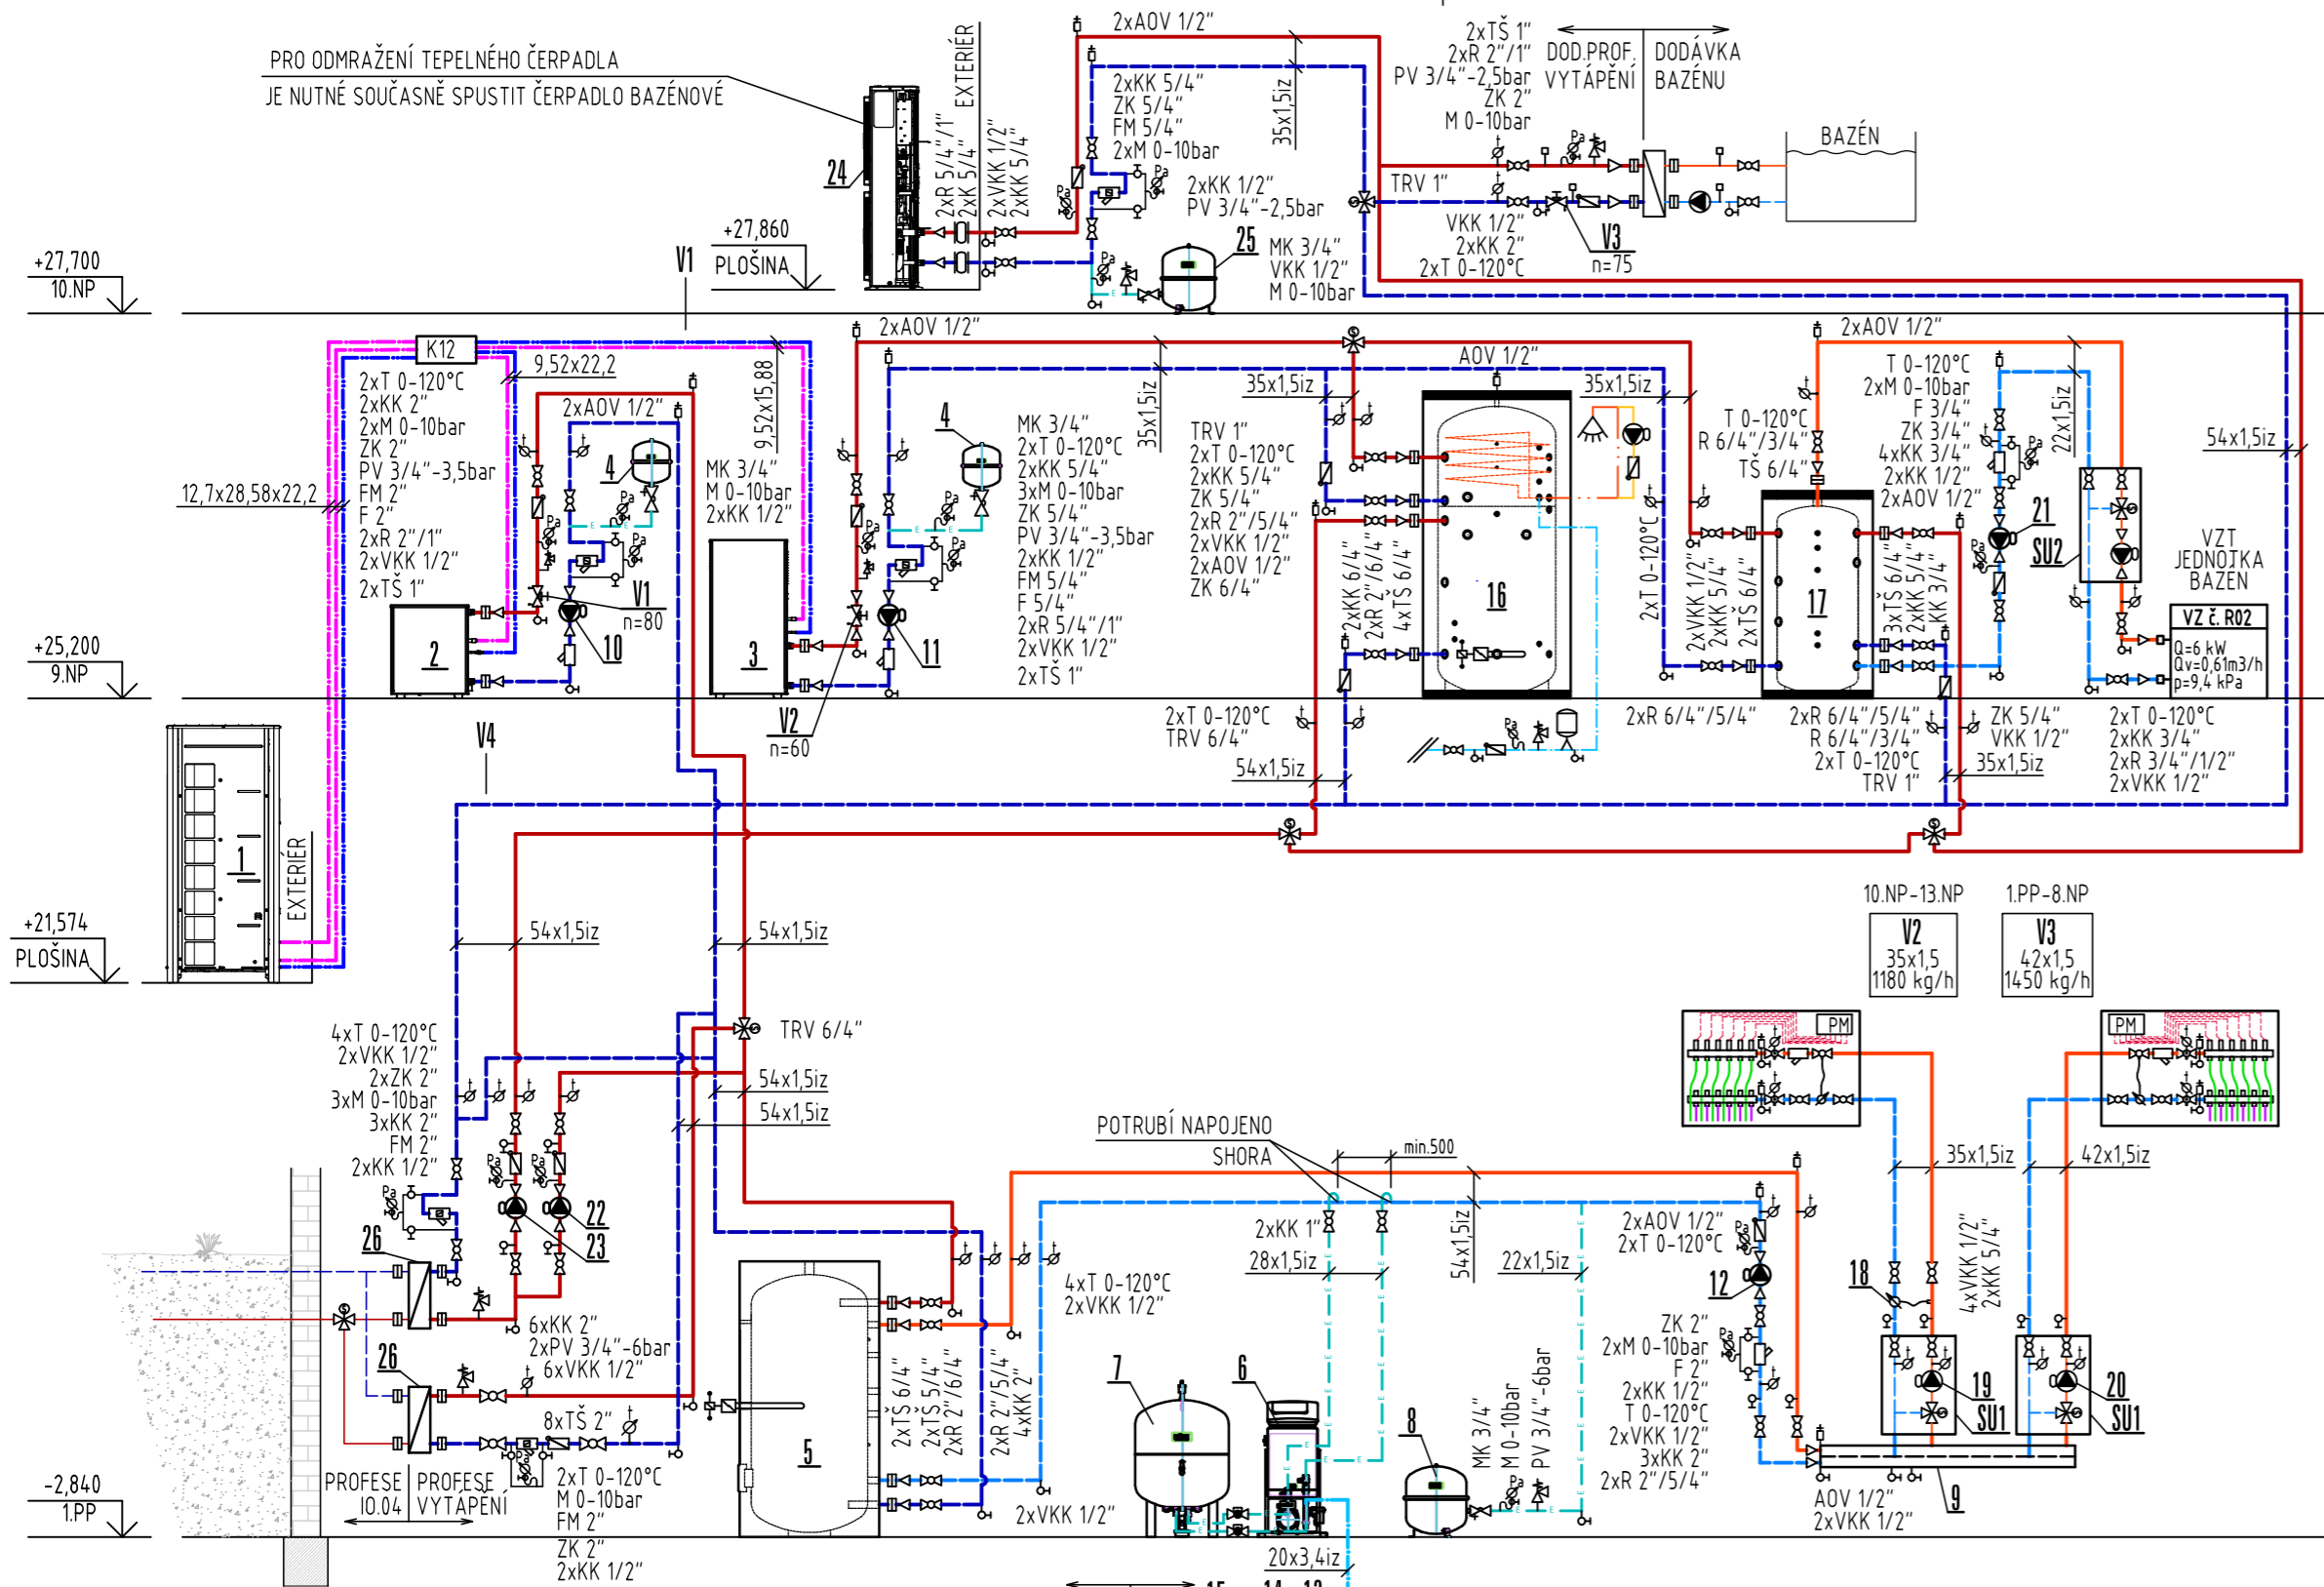 PRO ODMRAŽENÍ TEPELNÉHO ČERPADLA
JE NUTNÉ SOUČASNĚ SPUSTIT ČERPADLO BAZÉNOVÉ
24
EXTERIÉR
2xR 5/4"/1"
2xK 5/4"
2xVKK 1/2"
2xKK 5/4"
2xAOV 1/2"
2xKK 5/4"
ZK 5/4"
FM 5/4"
2xM 0-10bar
Pa
Pa
35x1,5iz
2xKK 1/2"
PV 3/4"-2,5bar
25
MK 3/4"
VKK 1/2"
M 0-10bar
Pa
2xTŠ 1"
2xR 2"/1"
PV 3/4"-2,5bar
ZK 2"
M 0-10bar
DOD.PROF.
VYTÁPĚNÍ
DODÁVKA
BAZÉNU
BAZÉN
Pa
TRV 1"
VKK 1/2"
2xKK 2"
2xT 0-120°C
V3
n=75
+27,860
PLOŠINA
V1
+27,700
10.NP
K12
9,52x22,2
9,52x15,88
12,7x28,58x22,2
2xT 0-120°C
2xKK 2"
2xM 0-10bar
ZK 2"
PV 3/4"-3,5bar
FM 2"
F 2"
2xR 2"/1"
2xVKK 1/2"
2xTŠ 1"
2xAOV 1/2"
4
Pa
Pa
Pa
V1
n=80
10
2
MK 3/4"
M 0-10bar
2xKK 1/2"
3
V2
n=60
11
2xAOV 1/2"
4
Pa
Pa
Pa
35x1,5iz
MK 3/4"
2xT 0-120°C
2xKK 5/4"
3xM 0-10bar
ZK 5/4"
PV 3/4"-3,5bar
2xKK 1/2"
FM 5/4"
F 5/4"
2xR 5/4"/1"
2xVKK 1/2"
2xTŠ 1"
35x1,5iz
AOV 1/2"
35x1,5iz
TRV 1"
2xT 0-120°C
2xKK 5/4"
ZK 5/4"
2xR 2"/5/4"
2xVKK 1/2"
2xAOV 1/2"
ZK 6/4"
2xKK 6/4"
2xR 2"/6/4"
4xTŠ 6/4"
16
2xT 0-120°C
2xVKK 1/2"
2xKK 5/4"
2xTŠ 6/4"
T 0-120°C
R 6/4"/3/4"
TŠ 6/4"
17
3xTŠ 6/4"
2xKK 5/4"
KK 3/4"
2xAOV 1/2"
T 0-120°C
2xM 0-10bar
F 3/4"
ZK 3/4"
4xKK 3/4"
2xKK 1/2"
2xAOV 1/2"
22x1,5iz
54x1,5iz
21
SU2
Pa
Pa
VZT
JEDNOTKA
BAZEN
VZ č. R02
Q=6 kW
Qv=0,61m3/h
p=9,4 kPa
+25,200
9.NP
2xT 0-120°C
TRV 6/4"
54x1,5iz
Pa
2xR 6/4"/5/4"
2xR 6/4"/5/4"
R 6/4"/3/4"
2xT 0-120°C
TRV 1"
ZK 5/4"
VKK 1/2"
35x1,5iz
2xT 0-120°C
2xKK 3/4"
2xR 3/4"/1/2"
2xVKK 1/2"
V4
1
EXTERIÉR
+21,574
PLOŠINA
54x1,5iz
54x1,5iz
10.NP-13.NP
V2
35x1,5
1180 kg/h
1.PP-8.NP
V3
42x1,5
1450 kg/h
PM
PM
TRV 6/4"
4xT 0-120°C
2xVKK 1/2"
2xZK 2"
3xM 0-10bar
3xKK 2"
FM 2"
2xKK 1/2"
54x1,5iz
54x1,5iz
Pa
Pa
Pa
22
23
26
26
6xKK 2"
2xPV 3/4"-6bar
6xVKK 1/2"
8xTŠ 2"
Pa
PROFESE
IO.04
PROFESE
VYTÁPĚNÍ
2xT 0-120°C
M 0-10bar
FM 2"
ZK 2"
2xKK 1/2"
-2,840
1.PP
5
2xTŠ 6/4"
2xTŠ 5/4"
2xR 2"/6/4"
2xR 2"/5/4"
4xKK 2"
4xT 0-120°C
2xVKK 1/2"
2xVKK 1/2"
POTRUBÍ NAPOJENO
SHORA
min.500
2xKK 1"
28x1,5iz
54x1,5iz
22x1,5iz
7
6
8
MK 3/4"
M 0-10bar
PV 3/4"-6bar
Pa
20x3,4iz
2xAOV 1/2"
2xT 0-120°C
Pa
12
Pa
ZK 2"
2xM 0-10bar
F 2"
2xKK 1/2"
T 0-120°C
2xVKK 1/2"
3xKK 2"
2xR 2"/5/4"
35x1,5iz
42x1,5iz
18
4xVKK 1/2"
2xKK 5/4"
19
SU1
20
SU1
9
AOV 1/2"
2xVKK 1/2"